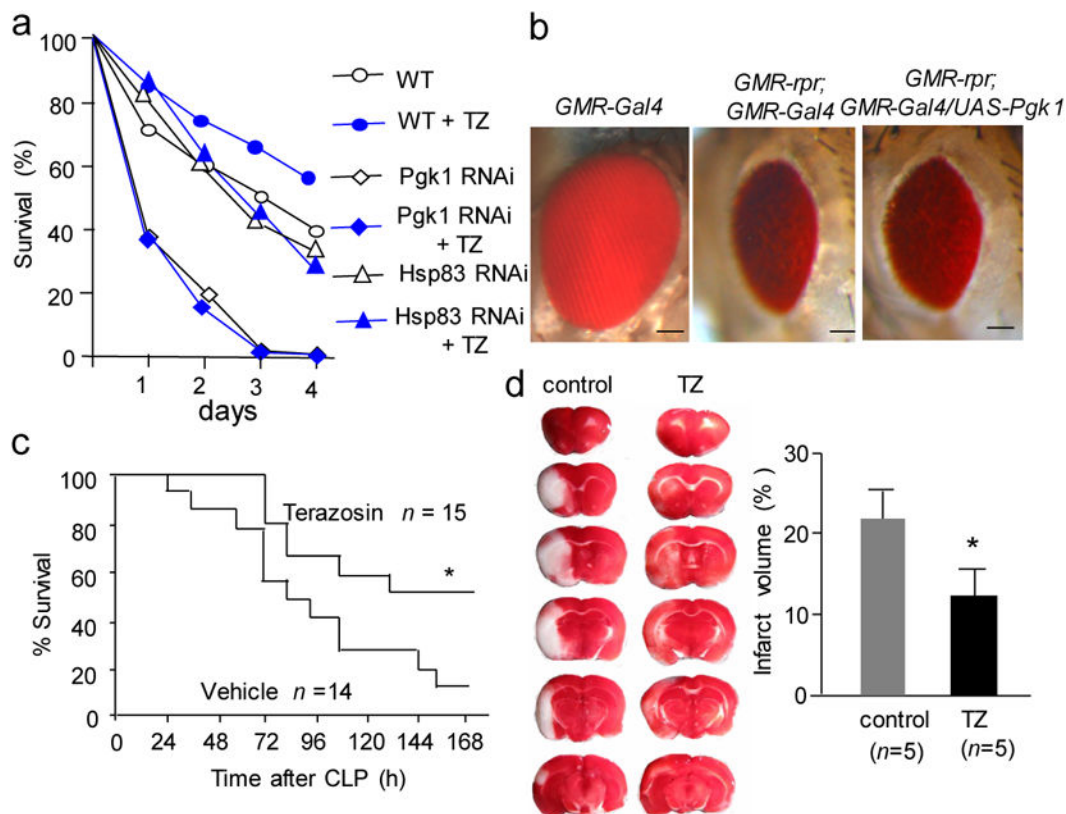 a
Survival (%)
100
80
60
40
20
0
1 2 3 4
days
WT
WT + TZ
Pgk1 RNAi
Pgk1 RNAi
+ TZ
Hsp83 RNAi
Hsp83 RNAi
+ TZ
b
GMR-Gal4
GMR-rpr;
GMR-Gal4
GMR-rpr;
GMR-Gal4/UAS-Pgk1
c
% Survival
100
80
60
40
20
0
0 24 48 72 96 144 168
Time after CLP (h)
Terazosin n = 15
*
Vehicle n =14
d
control TZ
Infarct volume (%)
30
20
10
0
*
control
(n=5)
TZ
(n=5)